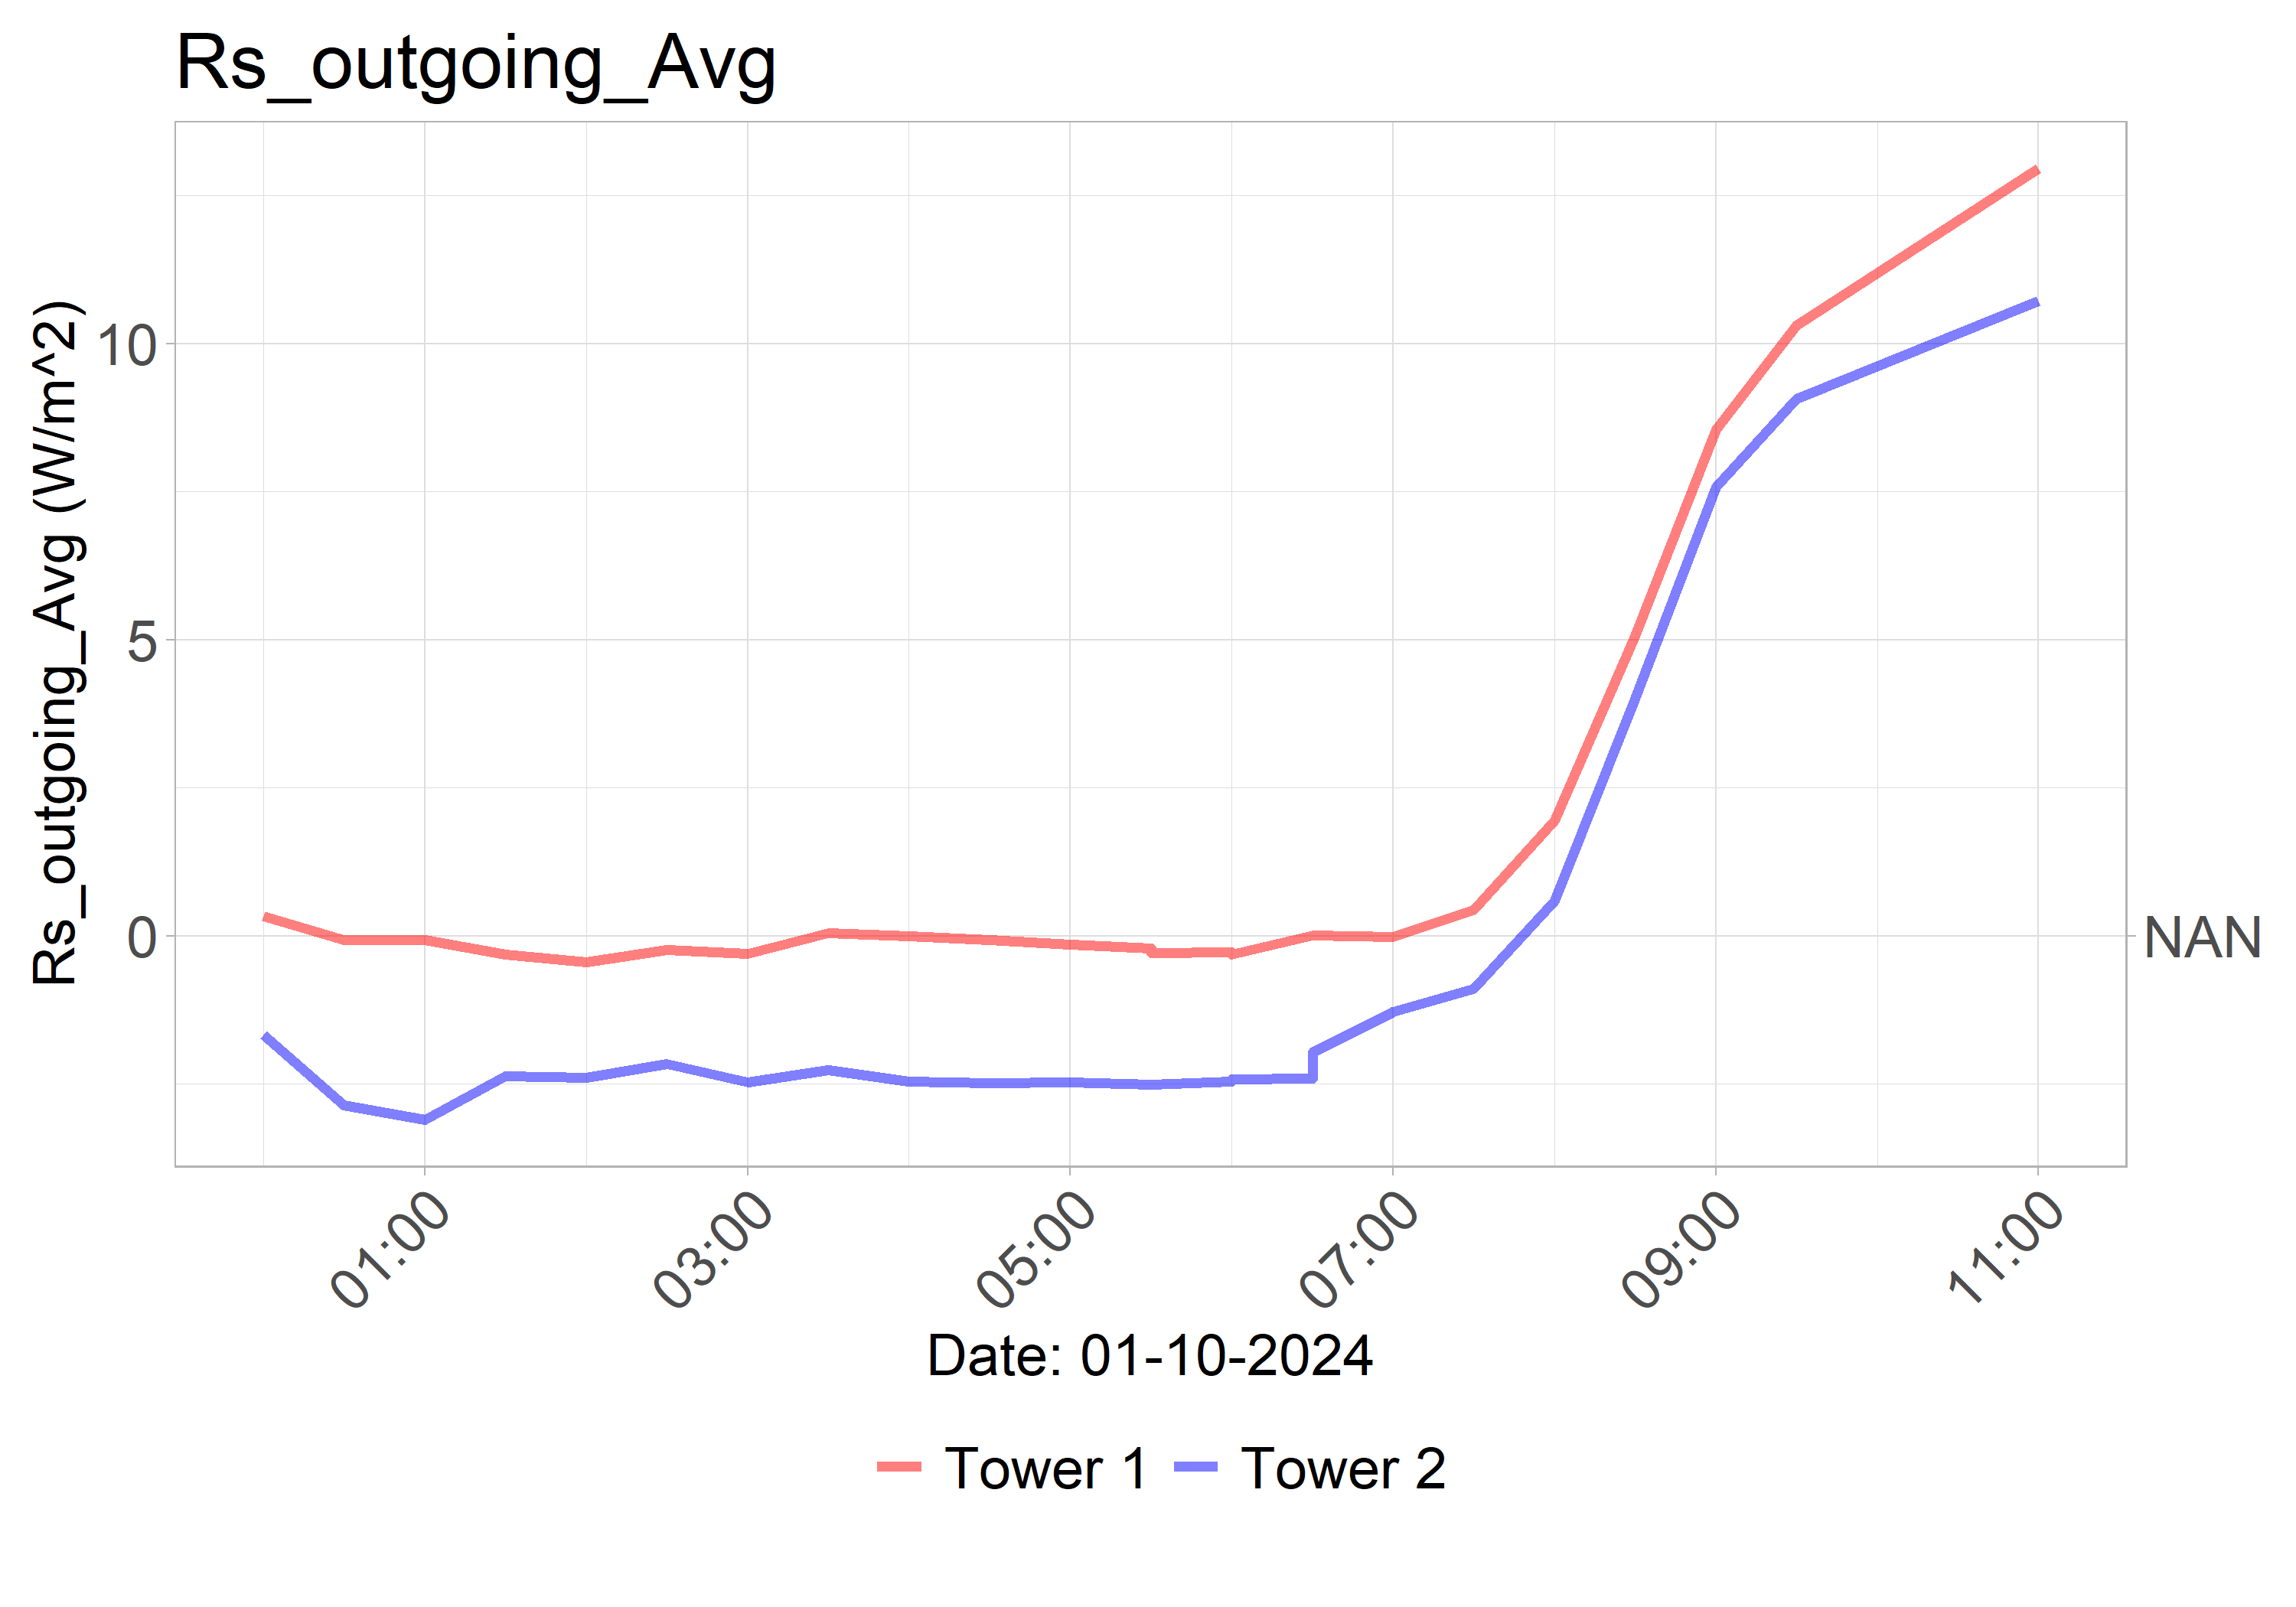 Rs_outgoing_Avg
Rs_outgoing_Avg (W/m^2)
10
5
0
NAN
01:00
03:00
05:00
07:00
09:00
11:00
Date: 01-10-2024
Tower 1
Tower 2